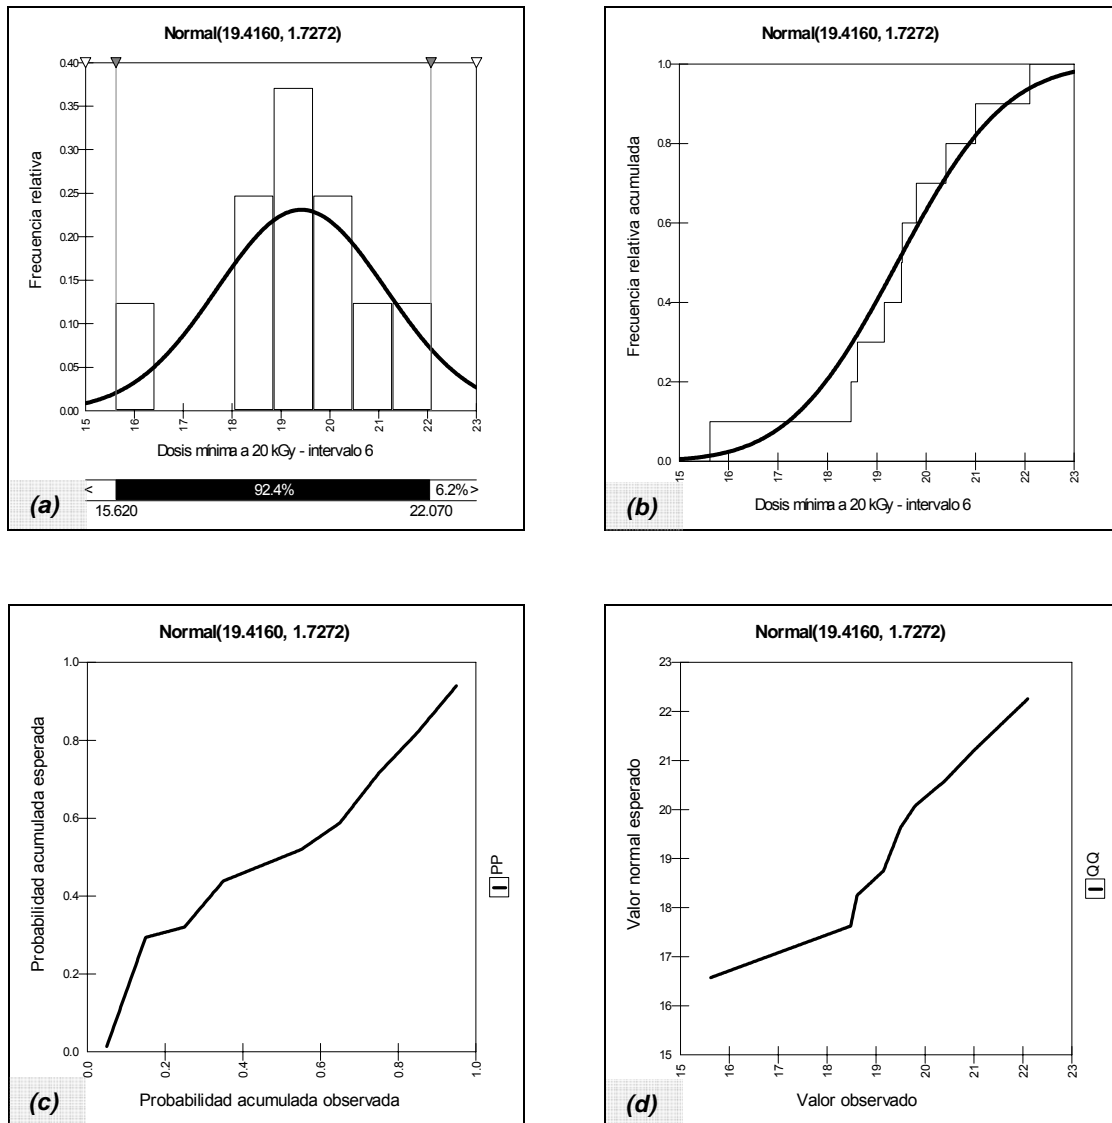 Normal(19.4160, 1.7272)
0.40
0.35
0.30
0.25
0.20
0.15
0.10
0.05
0.00
Frecuencia relativa
15 16 17 18 19 20 21 22 23
Dosis mínima a 20 kGy - intervalo 6
< 92.4% 6.2% >
15.620 22.070
(a)
Normal(19.4160, 1.7272)
1.0
0.8
0.6
0.4
0.2
0.0
Frecuencia relativa acumulada
15 16 17 18 19 20 21 22 23
Dosis mínima a 20 kGy - intervalo 6
(b)
Normal(19.4160, 1.7272)
1.0
0.8
0.6
0.4
0.2
0.0
Probabilidad acumulada esperada
0.0 0.2 0.4 0.6 0.8 1.0
Probabilidad acumulada observada
PP
(c)
Normal(19.4160, 1.7272)
23
22
21
20
19
18
17
16
15
Valor normal esperado
15 16 17 18 19 20 21 22 23
Valor observado
QQ
(d)